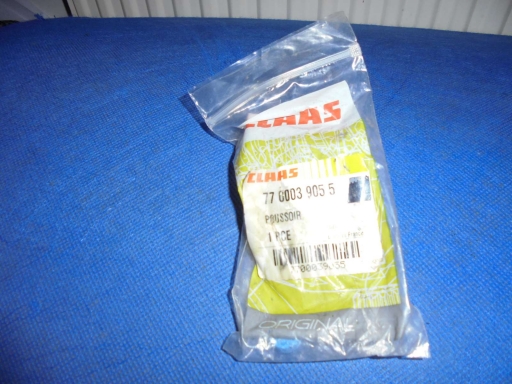 CLAAS
CLAAS
77 0003 905 5
POUSSOIR
1 PCE
ORIGINAL